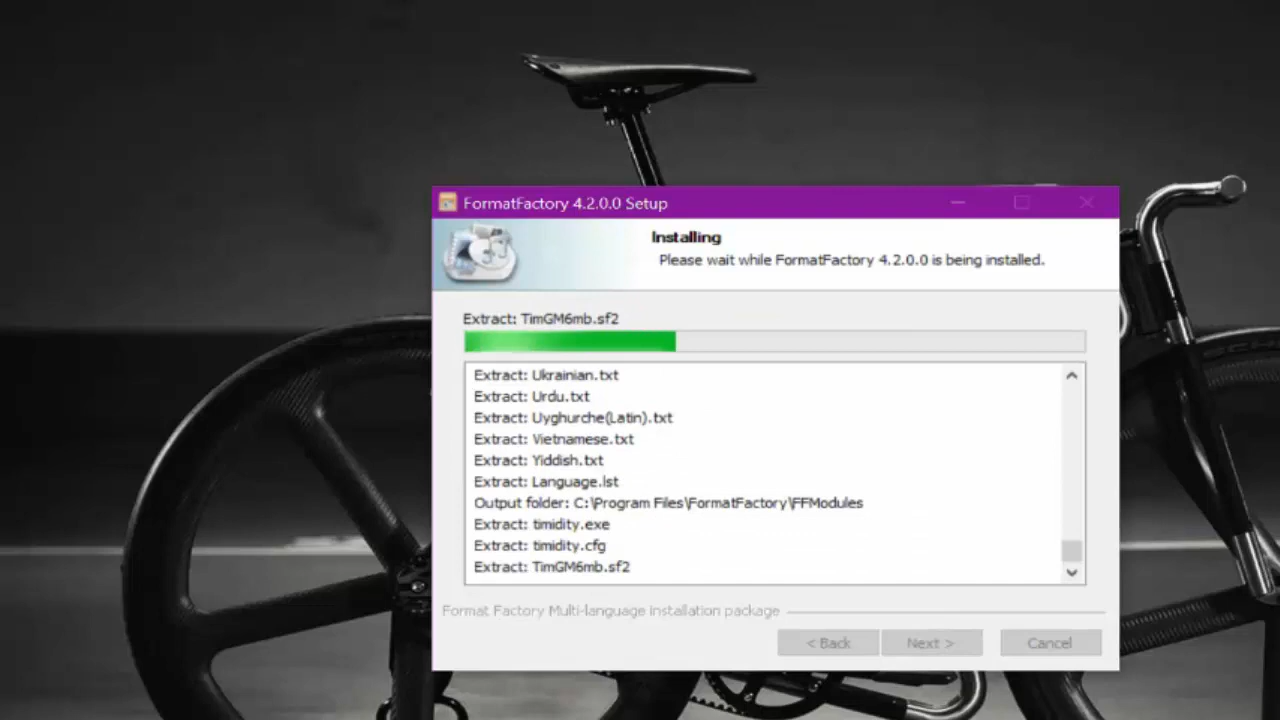 FormatFactory 4.2.0.0 Setup
Installing
Please wait while FormatFactory 4.2.0.0 is being installed.
Extract: TimGM6mb.sf2
Extract: Ukrainian.txt
Extract: Urdu.txt
Extract: Uyghurche(Latin).txt
Extract: Vietnamese.txt
Extract: Yiddish.txt
Extract: Language.lst
Output folder: C:\Program Files\FormatFactory\FFModules
Extract: timidity.exe
Extract: timidity.cfg
Extract: TimGM6mb.sf2
Format Factory Multi-language installation package
< Back Next > Cancel